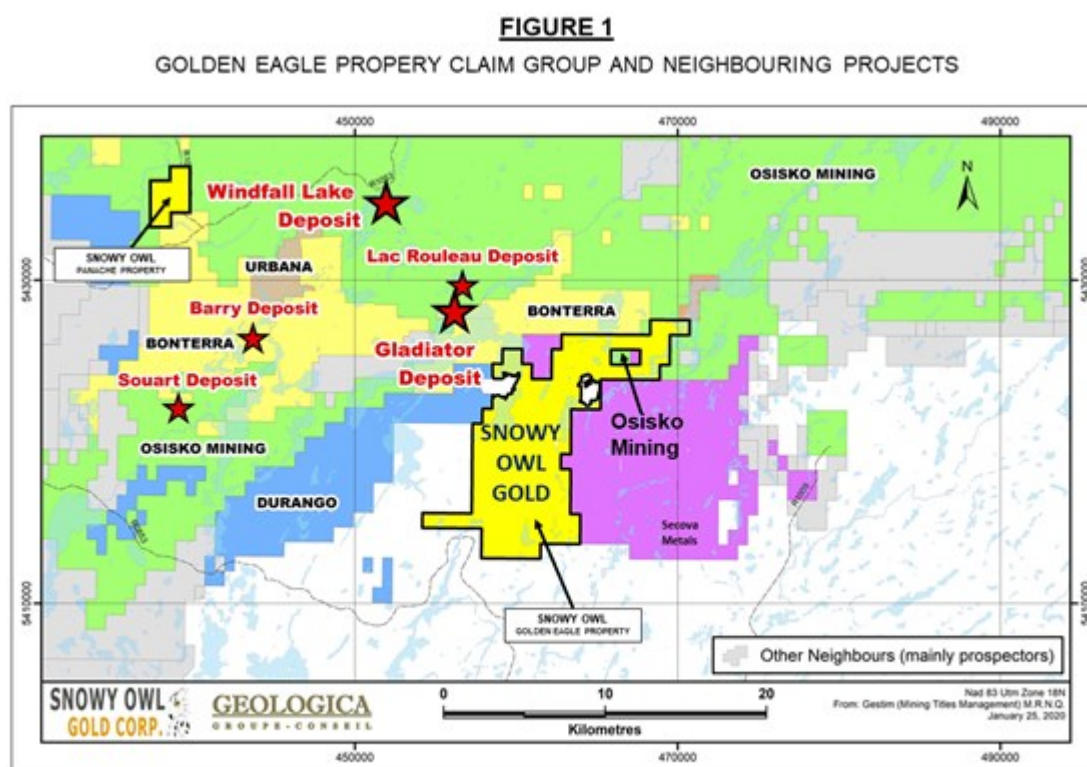 FIGURE 1
GOLDEN EAGLE PROPERY CLAIM GROUP AND NEIGHBOURING PROJECTS
450000 470000 490000
OSISKO MINING
N
Windfall Lake
Deposit
SNOWY OWL
PANACHE PROPERTY
URBANA
Lac Rouleau Deposit
5430000 5430000
Barry Deposit
BONTERRA
BONTERRA
Gladiator
Deposit
Souart Deposit
OSISKO MINING
Osisko
Mining
SNOWY
OWL
GOLD
DURANGO
Secova
Metals
5410000 5410000
SNOWY OWL
GOLDEN EAGLE PROPERTY
Other Neighbours (mainly prospectors)
SNOWY OWL
GOLD CORP.
GEOLOGICA
GROUPE-CONSEIL
0 10 20
Kilometres
Nad 83 Utm Zone 18N
From: Gestim (Mining Titles Management) M.R.N.Q.
January 25, 2020
450000 470000 490000